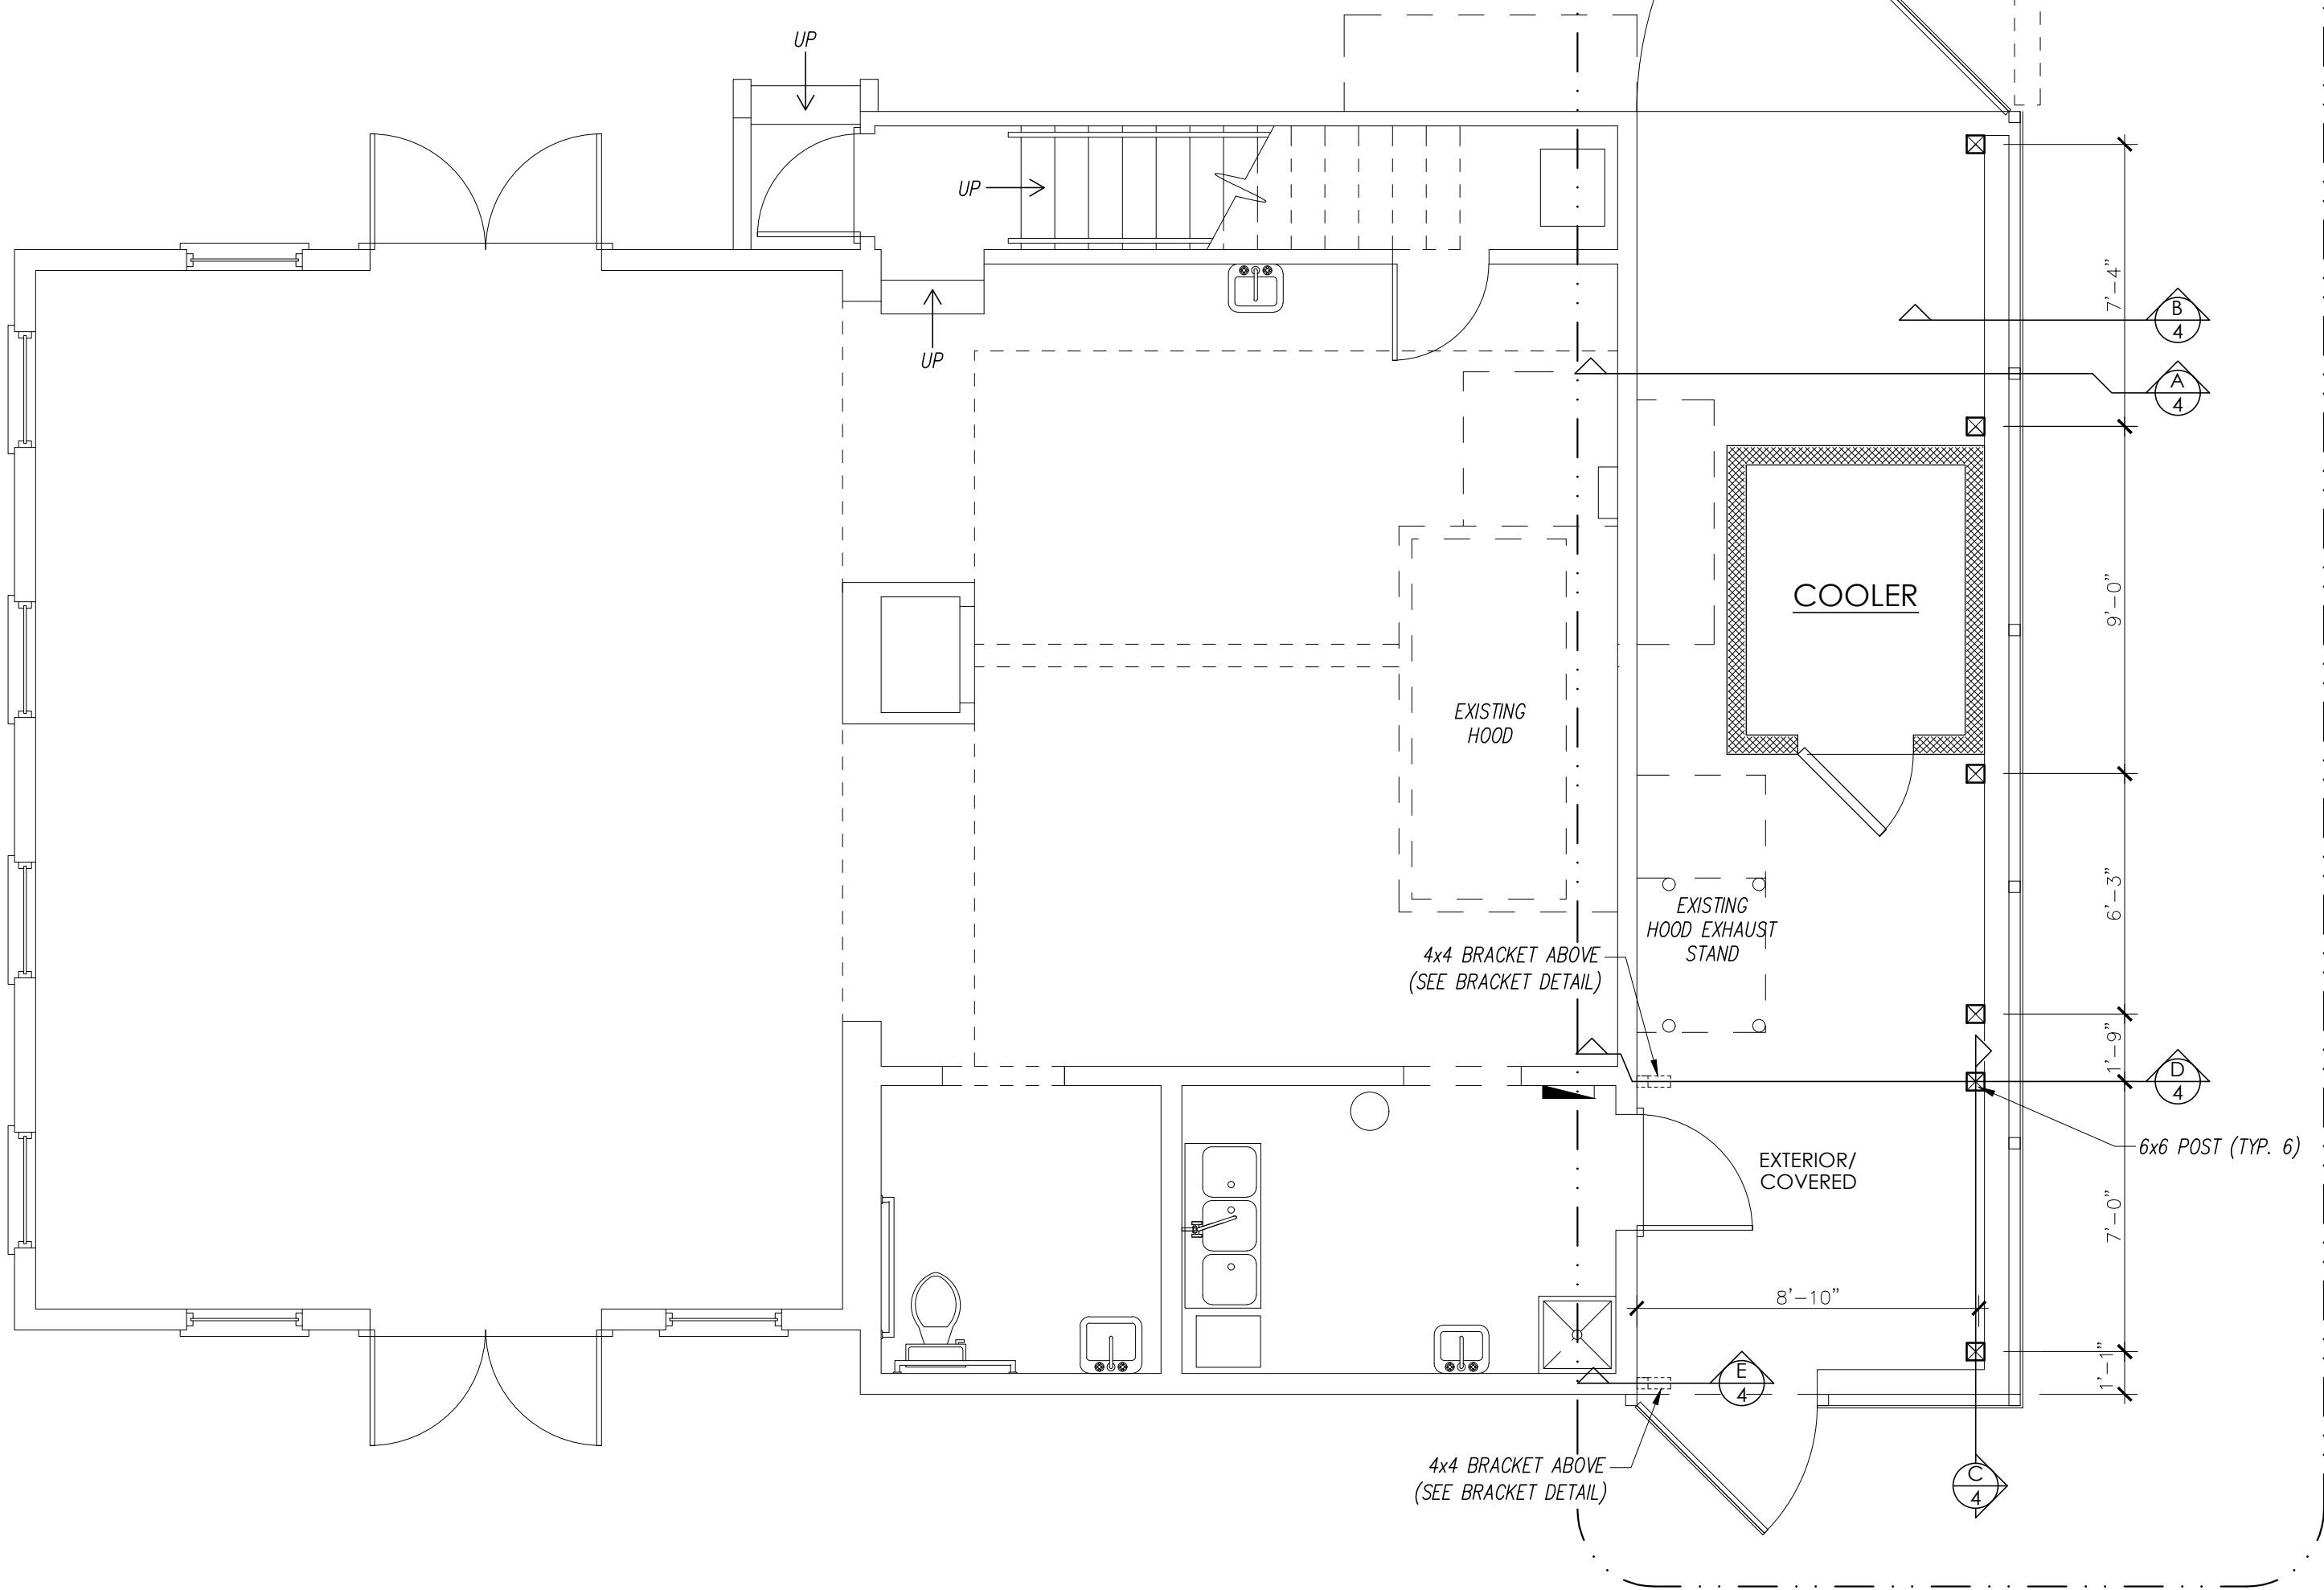 UP
UP
UP
7'-4"
B
4
A
4
COOLER
9'-0"
EXISTING
HOOD
6'-3"
EXISTING
HOOD EXHAUST
STAND
4x4 BRACKET ABOVE
(SEE BRACKET DETAIL)
1'-9"
D
4
6x6 POST (TYP. 6)
EXTERIOR/
COVERED
7'-0"
8'-10"
1'-1"
E
4
4x4 BRACKET ABOVE
(SEE BRACKET DETAIL)
C
4